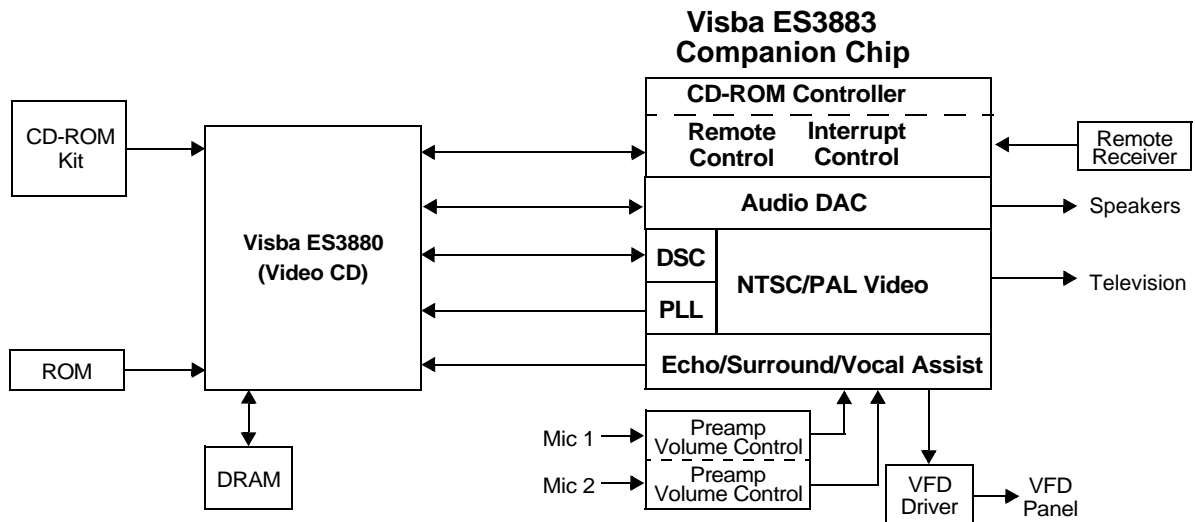 Visba ES3883
Companion Chip
CD-ROM Controller
CD-ROM
Kit
Remote
Control
Interrupt
Control
Remote
Receiver
Audio DAC
Speakers
Visba ES3880
(Video CD)
DSC
NTSC/PAL Video
Television
PLL
ROM
Echo/Surround/Vocal Assist
Mic 1
Preamp
Volume Control
DRAM
Mic 2
Preamp
Volume Control
VFD
Driver
VFD
Panel